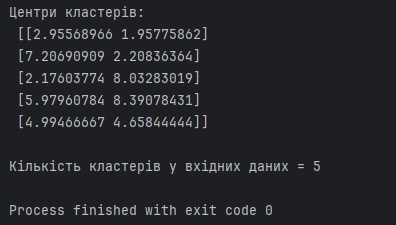 Центри кластерів:
[[2.95568966 1.95775862]
[7.20690909 2.20836364]
[2.17603774 8.03283019]
[5.97960784 8.39078431]
[4.99466667 4.65844444]]
Кількість кластерів у вхідних даних = 5
Process finished with exit code 0